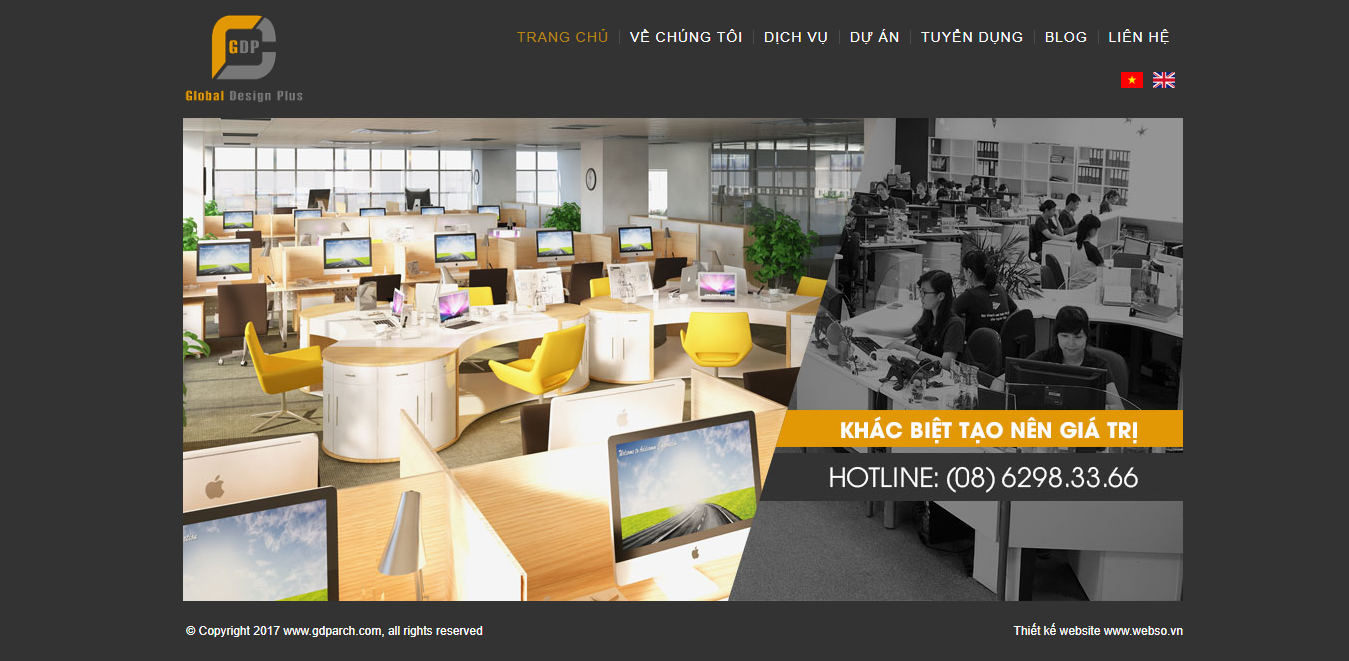 GDP
Global Design Plus
TRANG CHỦ
VỀ CHÚNG TÔI
DỊCH VỤ
DỰ ÁN
TUYỂN DỤNG
BLOG
LIÊN HỆ
KHÁC BIỆT TẠO NÊN GIÁ TRỊ
HOTLINE: (08) 6298.33.66
© Copyright 2017 www.gdparch.com, all rights reserved
Thiết kế website www.webso.vn